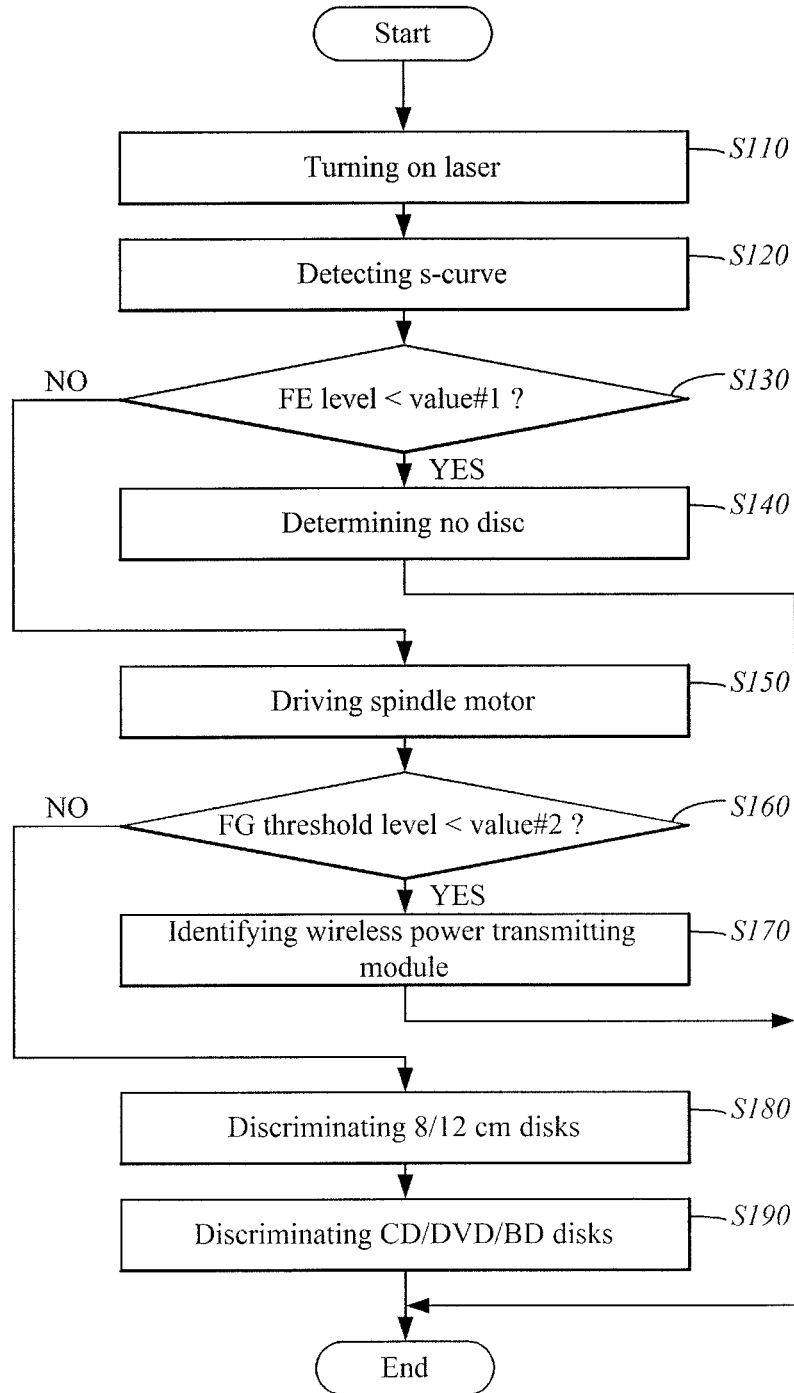 Start
Turning on laser
S110
Detecting s-curve
S120
NO
FE level < value#1 ?
S130
YES
Determining no disc
S140
Driving spindle motor
S150
NO
FG threshold level < value#2 ?
S160
YES
Identifying wireless power transmitting
module
S170
Discriminating 8/12 cm disks
S180
Discriminating CD/DVD/BD disks
S190
End